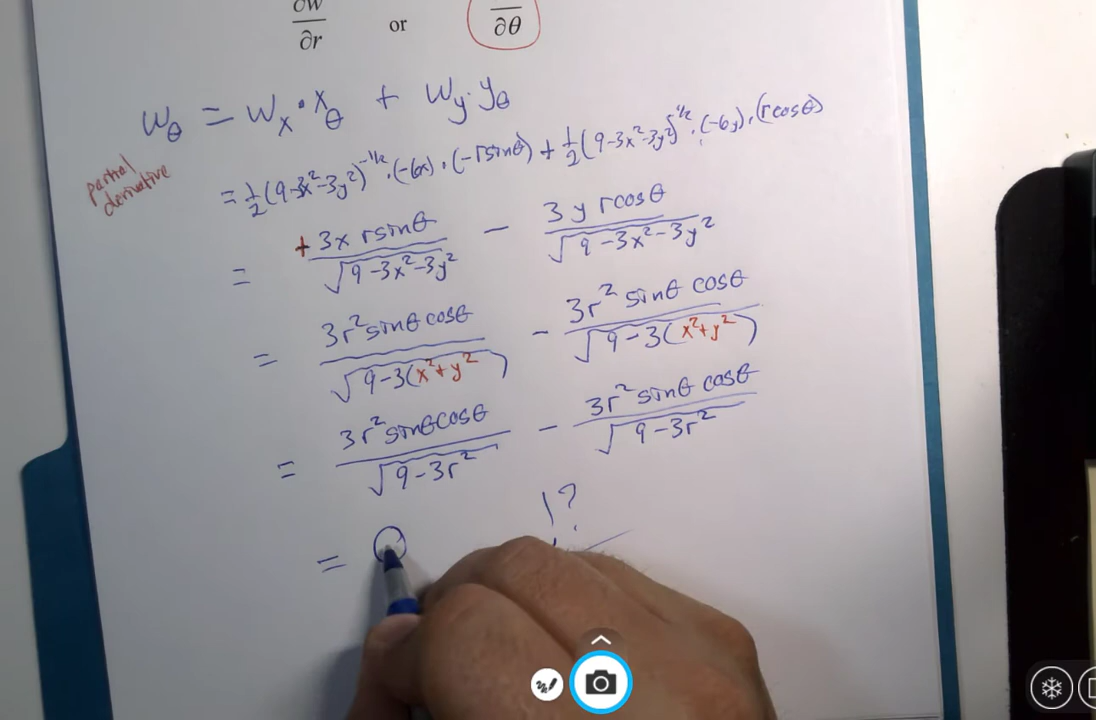 ∂w/∂r or /∂θ
w_θ = w_x · x_θ + w_y · y_θ
partial
derivative
= 1/2 (9-3x²-3y²)^(-1/2) · (-6x) · (-r sinθ) + 1/2 (9-3x²-3y²)^(-1/2) · (-6y) · (r cosθ)
= + 3x r sinθ / √(9-3x²-3y²) - 3y r cosθ / √(9-3x²-3y²)
= 3r² sinθ cosθ / √(9-3(x²+y²)) - 3r² sinθ cosθ / √(9-3(x²+y²))
= 3r² sinθ cosθ / √(9-3r²) - 3r² sinθ cosθ / √(9-3r²)
!?
= 0